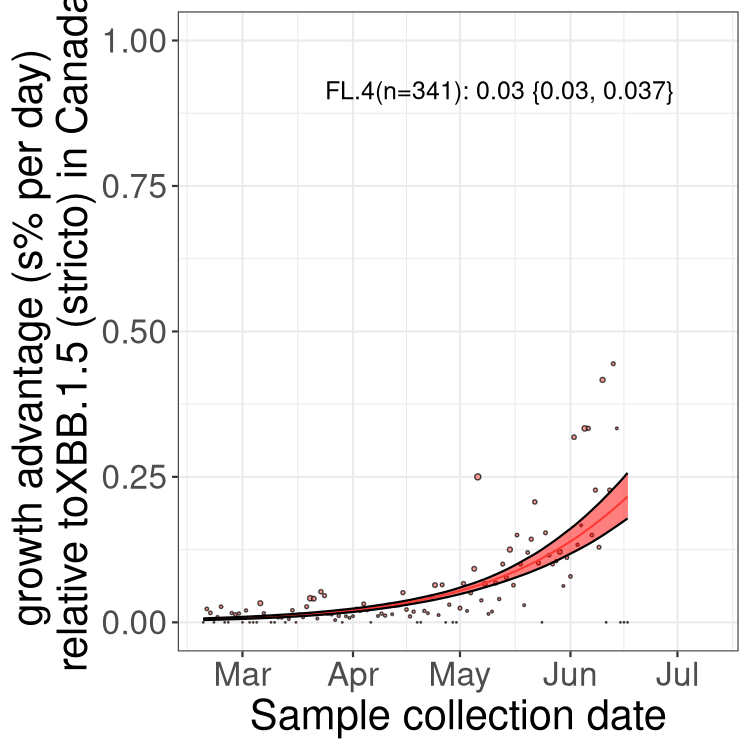 growth advantage (s% per day)
relative toXBB.1.5 (stricto) in Canada
1.00
0.75
0.50
0.25
0.00
FL.4(n=341): 0.03 {0.03, 0.037}
Mar Apr May Jun Jul
Sample collection date